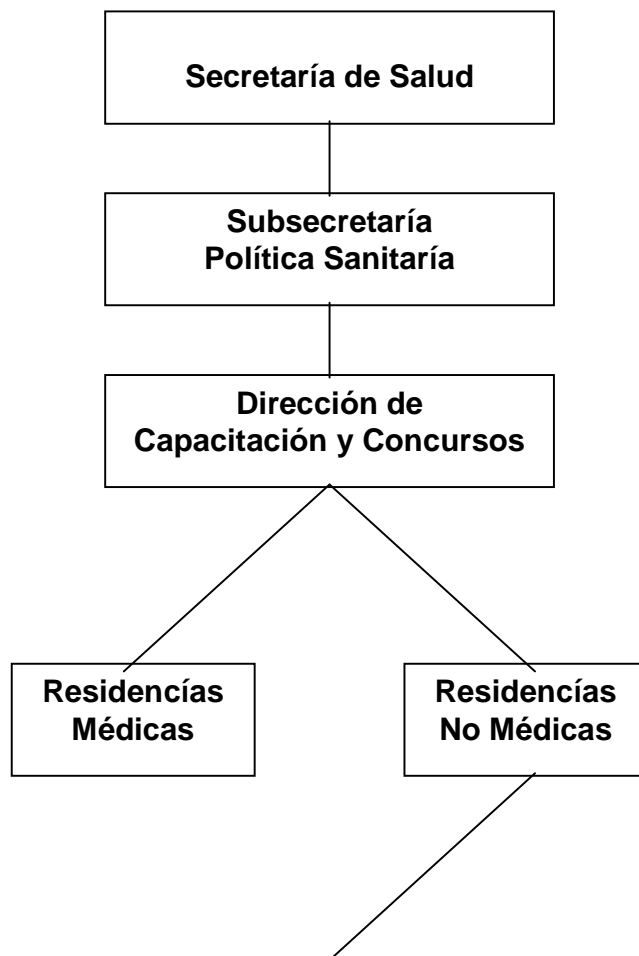 Secretaría de Salud
Subsecretaría
Política Sanitaría
Dirección de
Capacitación y Concursos
Residencías
Médicas
Residencías
No Médicas